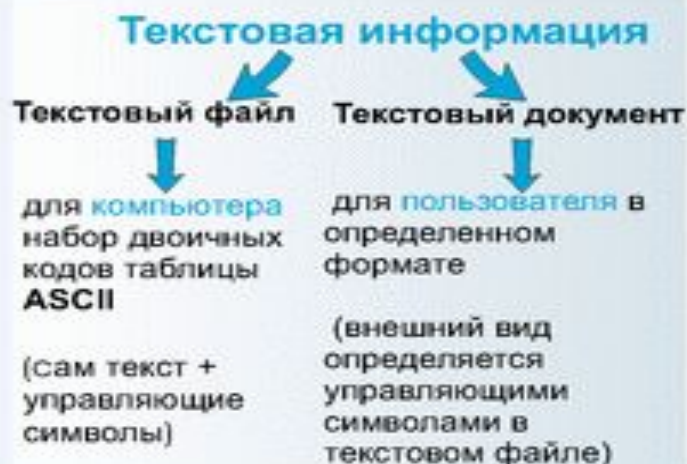 Текстовая информация
Текстовый файл
для компьютера
набор двоичных
кодов таблицы
ASCII
(сам текст +
управляющие
символы)
Текстовый документ
для пользователя в
определенном
формате
(внешний вид
определяется
управляющими
символами в
текстовом файле)